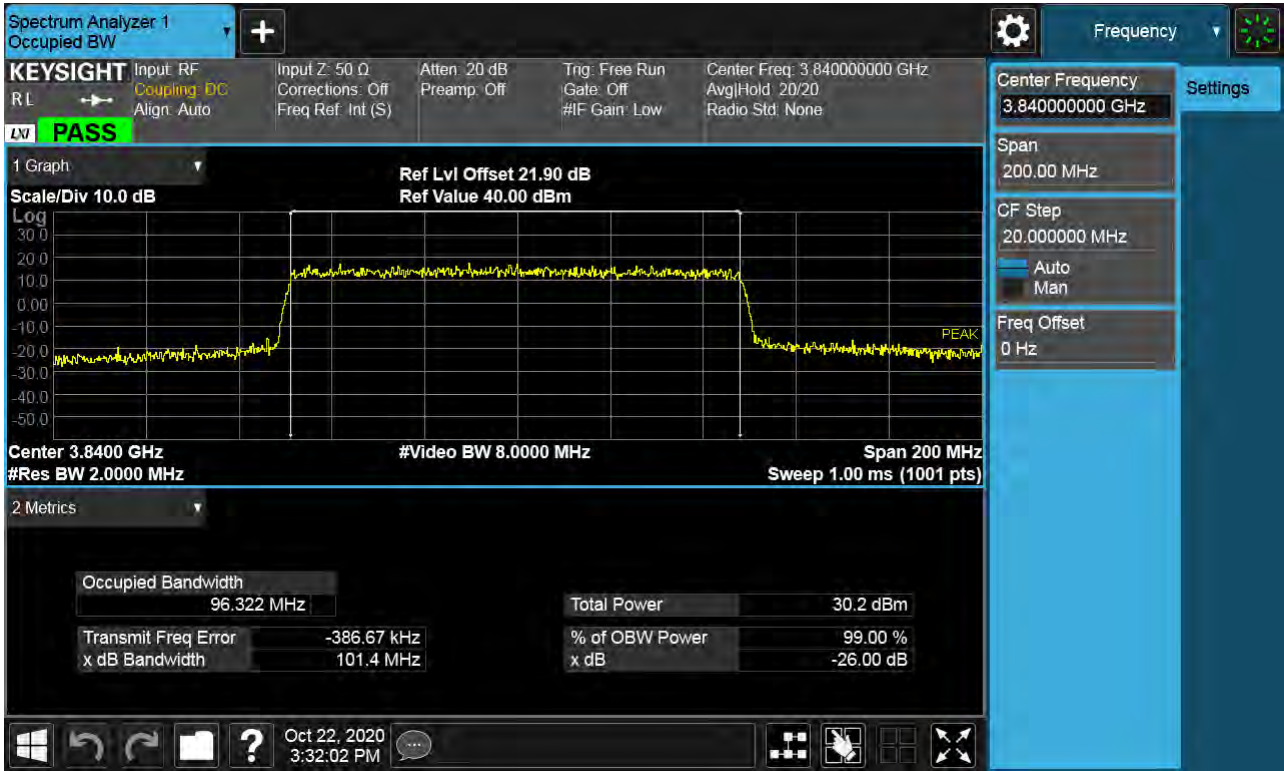 Spectrum Analyzer 1
Occupied BW
+
Frequency
KEYSIGHT
RL
LXI
PASS
Input: RF
Coupling: DC
Align: Auto
Input Z: 50 Ω
Corrections: Off
Freq Ref: Int (S)
Atten: 20 dB
Preamp: Off
Trig: Free Run
Gate: Off
#IF Gain: Low
Center Freq: 3.840000000 GHz
Avg|Hold: 20/20
Radio Std: None
Center Frequency
3.840000000 GHz
Settings
Span
200.00 MHz
CF Step
20.000000 MHz
Auto
Man
Freq Offset
0 Hz
1 Graph
Scale/Div 10.0 dB
Ref Lvl Offset 21.90 dB
Ref Value 40.00 dBm
Log
30.0
20.0
10.0
0.00
-10.0
-20.0
-30.0
-40.0
-50.0
PEAK
Center 3.8400 GHz
#Res BW 2.0000 MHz
#Video BW 8.0000 MHz
Span 200 MHz
Sweep 1.00 ms (1001 pts)
2 Metrics
Occupied Bandwidth
96.322 MHz
Transmit Freq Error -386.67 kHz
x dB Bandwidth 101.4 MHz
Total Power 30.2 dBm
% of OBW Power 99.00 %
x dB -26.00 dB
?
Oct 22, 2020
3:32:02 PM